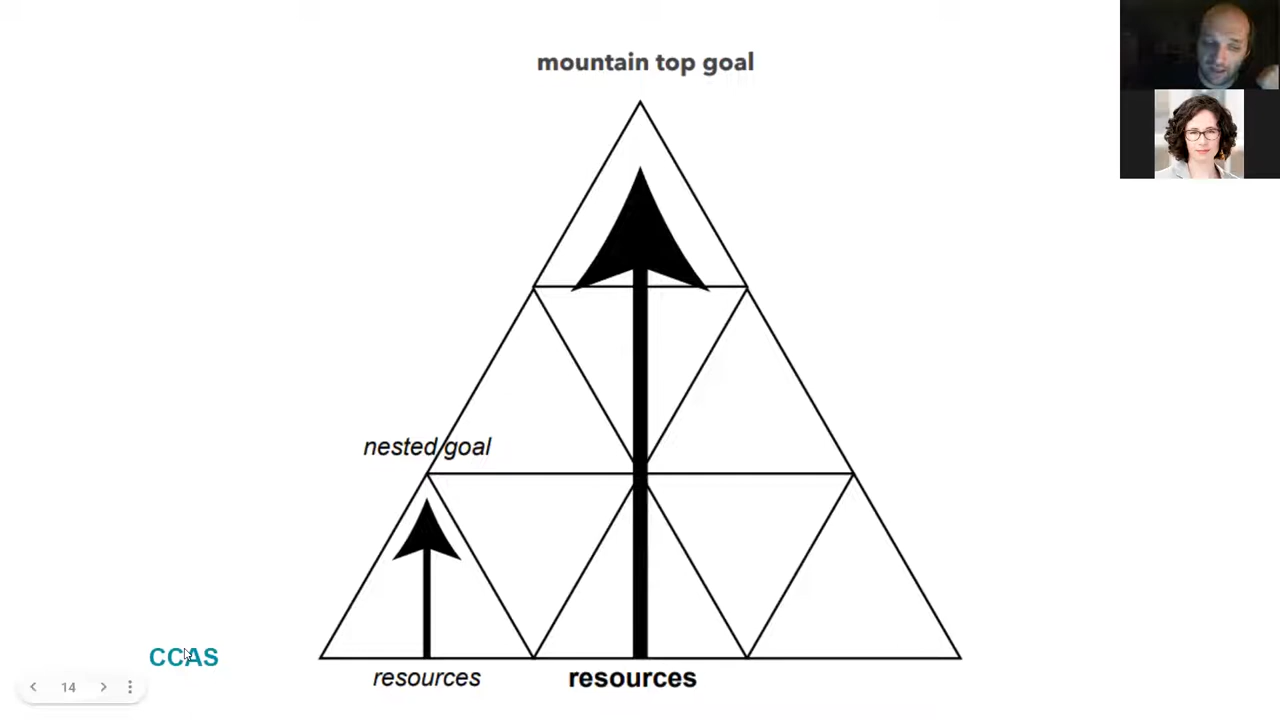 mountain top goal
nested goal
CCAS
resources
resources
14